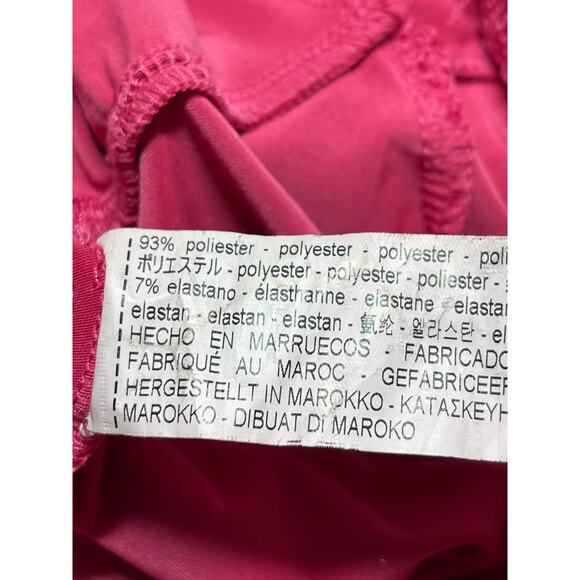 93% poliester - polyester - polyester - poli
ポリエステル - polyester - polyester - poliester -
7% elastano - élasthanne - elastane - elasta
elastan - elastan - elastan - 氨纶 - 엘라스탄 - el
HECHO EN MARRUECOS - FABRICADO
FABRIQUÉ AU MAROC GEFABRICEER
HERGESTELLT IN MAROKKO - ΚΑΤΑΣΚΕΥΗ
MAROKKO - DIBUAT DI MAROKO